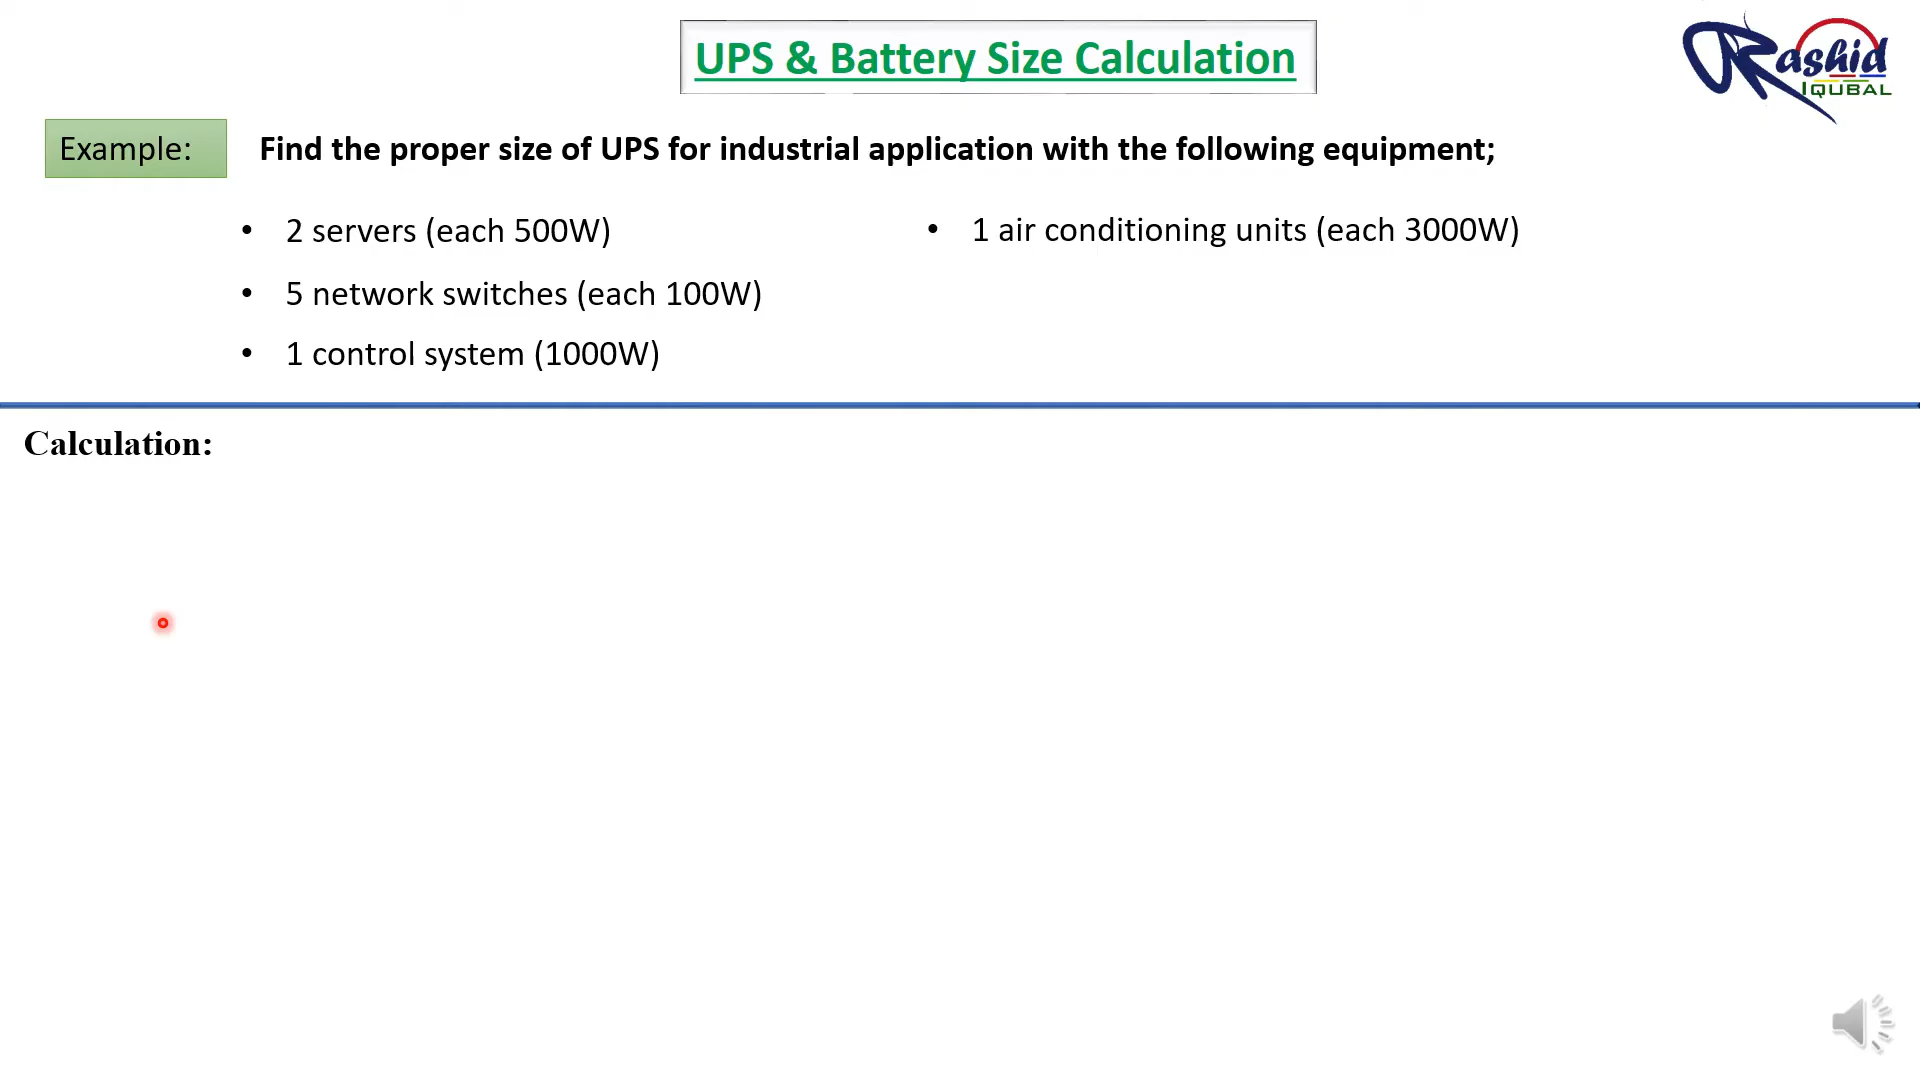 UPS & Battery Size Calculation
Rashid
IQUBAL
Example:
Find the proper size of UPS for industrial application with the following equipment;
• 2 servers (each 500W)
• 5 network switches (each 100W)
• 1 control system (1000W)
• 1 air conditioning units (each 3000W)
Calculation: